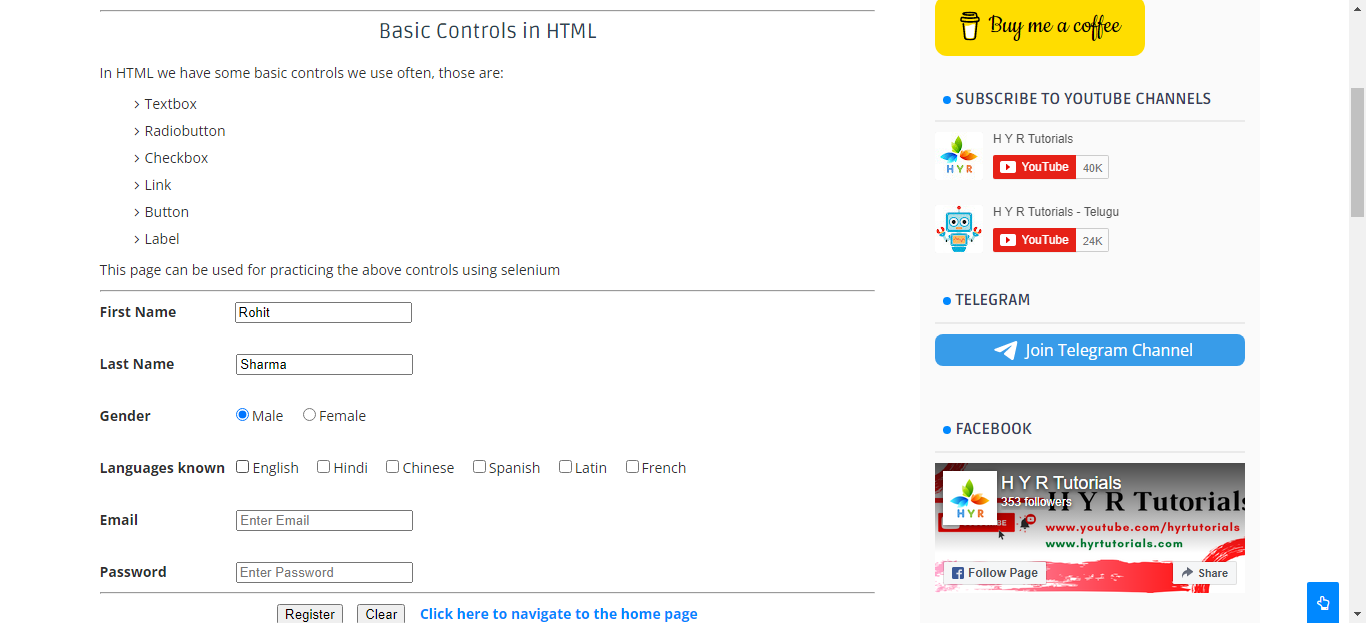 Basic Controls in HTML
In HTML we have some basic controls we use often, those are:
Textbox
Radiobutton
Checkbox
Link
Button
Label
This page can be used for practicing the above controls using selenium
First Name Rohit
Last Name Sharma
Gender Male Female
Languages known English Hindi Chinese Spanish Latin French
Email Enter Email
Password Enter Password
Register Clear Click here to navigate to the home page
Buy me a coffee
SUBSCRIBE TO YOUTUBE CHANNELS
H Y R Tutorials
HYR
YouTube 40K
H Y R Tutorials - Telugu
YouTube 24K
TELEGRAM
Join Telegram Channel
FACEBOOK
H Y R Tutorials
353 followers
H Y R Tutorials
HYR
www.youtube.com/hyrtutorials
www.hyrtutorials.com
Follow Page Share